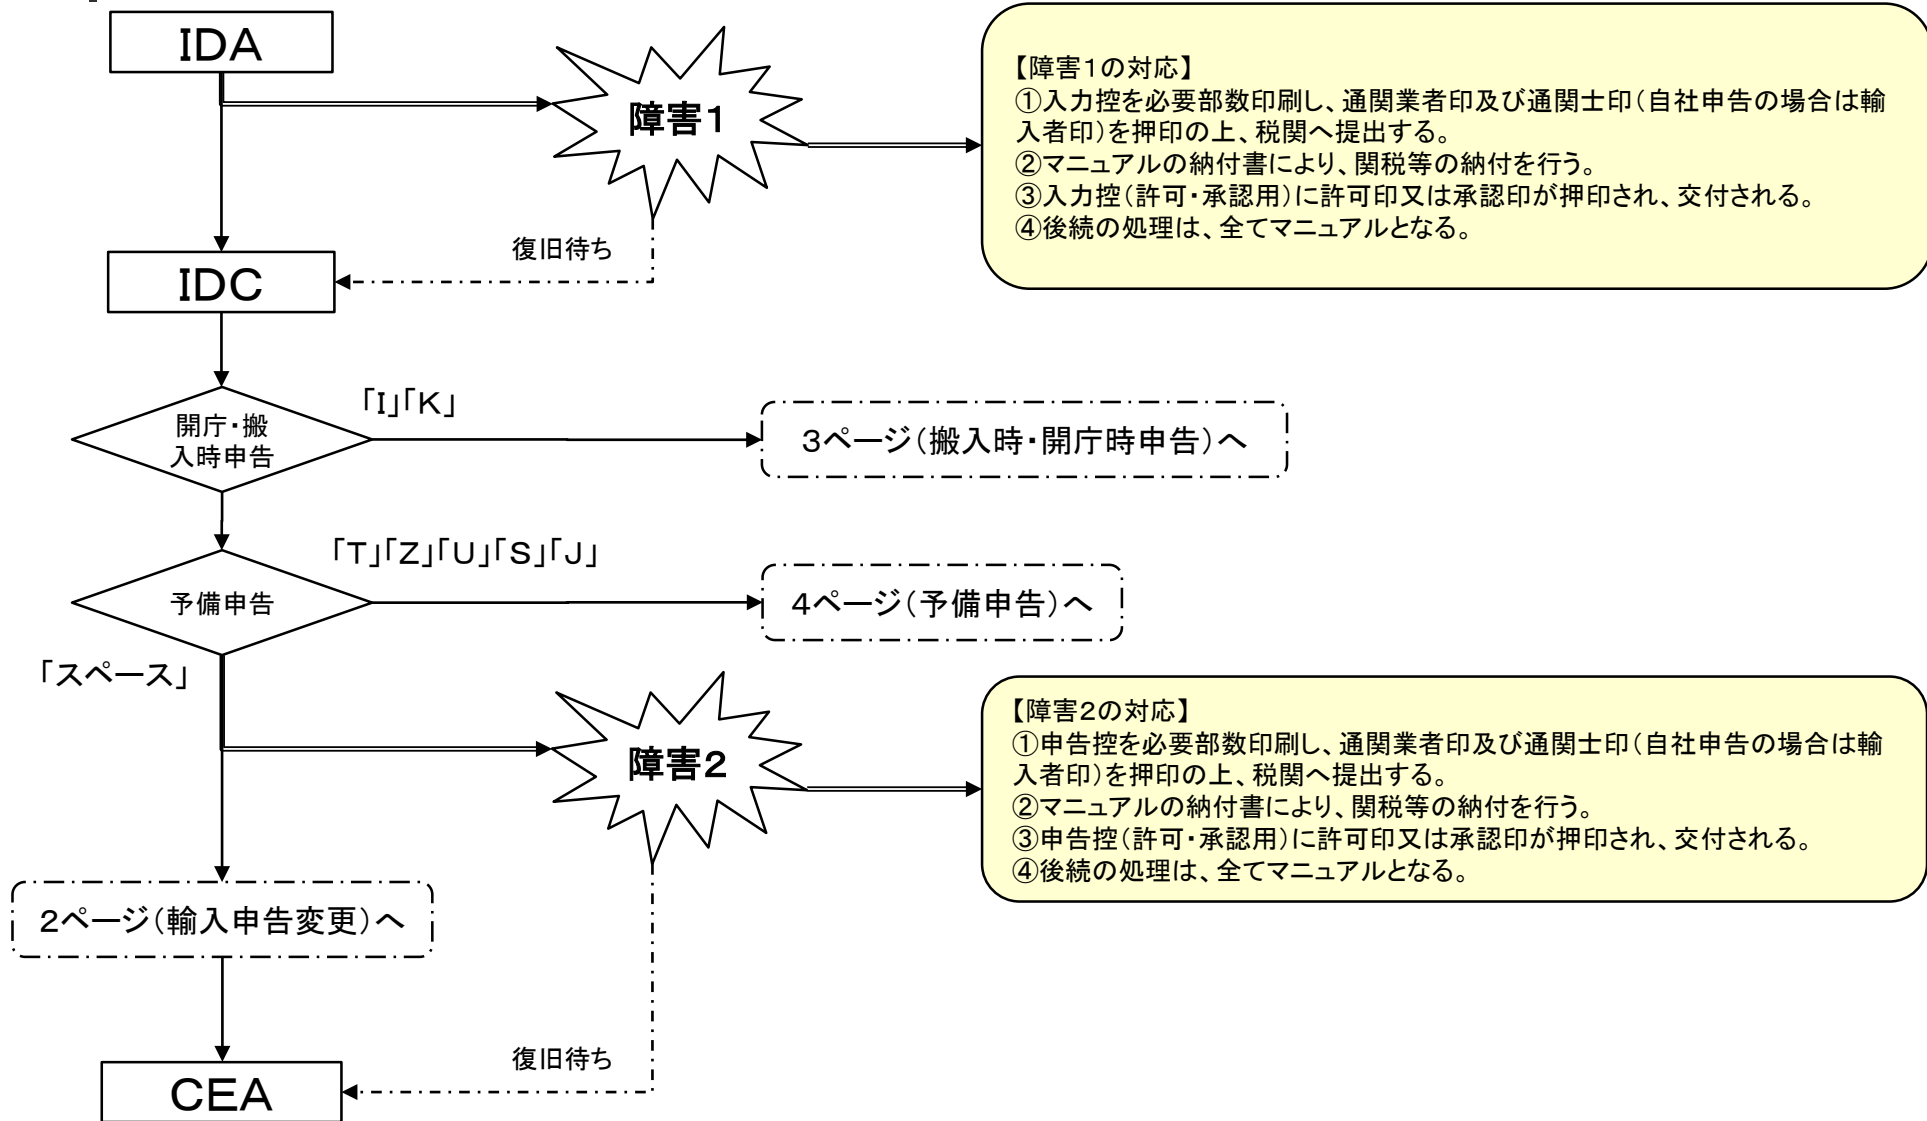 IDA
障害1
【障害1の対応】
①入力控を必要部数印刷し、通関業者印及び通関士印(自社申告の場合は輸
入者印)を押印の上、税関へ提出する。
②マニュアルの納付書により、関税等の納付を行う。
③入力控(許可・承認用)に許可印又は承認印が押印され、交付される。
④後続の処理は、全てマニュアルとなる。
復旧待ち
IDC
開庁・搬
入時申告
「I」「K」
3ページ(搬入時・開庁時申告)へ
予備申告
「T」「Z」「U」「S」「J」
4ページ(予備申告)へ
「スペース」
障害2
【障害2の対応】
①申告控を必要部数印刷し、通関業者印及び通関士印(自社申告の場合は輸
入者印)を押印の上、税関へ提出する。
②マニュアルの納付書により、関税等の納付を行う。
③申告控(許可・承認用)に許可印又は承認印が押印され、交付される。
④後続の処理は、全てマニュアルとなる。
2ページ(輸入申告変更)へ
復旧待ち
CEA